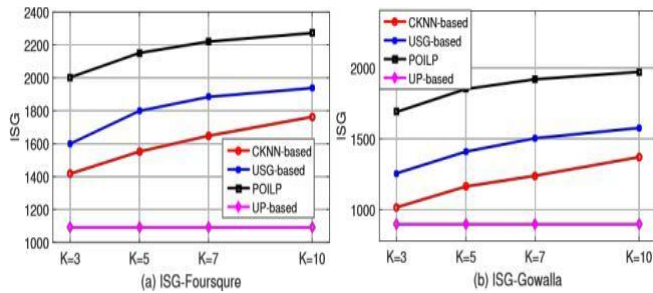 2400
2200
2000
1800
1600
1400
1200
1000
ISG
CKNN-based
USG-based
POILP
UP-based
K=3 K=5 K=7 K=10
(a) ISG-Foursqure
CKNN-based
USG-based
POILP
UP-based
2000
1500
1000
ISG
K=3 K=5 K=7 K=10
(b) ISG-Gowalla